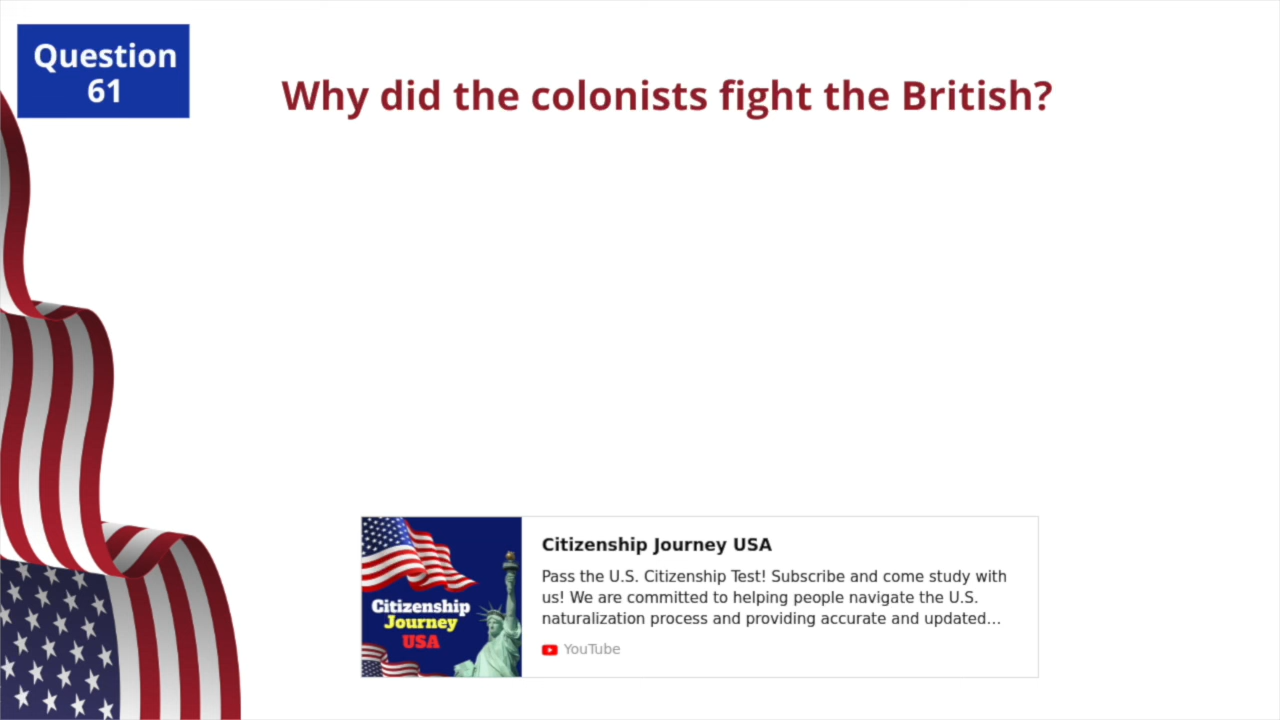 Question
61
Why did the colonists fight the British?
Citizenship
Journey
USA
Citizenship Journey USA
Pass the U.S. Citizenship Test! Subscribe and come study with
us! We are committed to helping people navigate the U.S.
naturalization process and providing accurate and updated...
YouTube